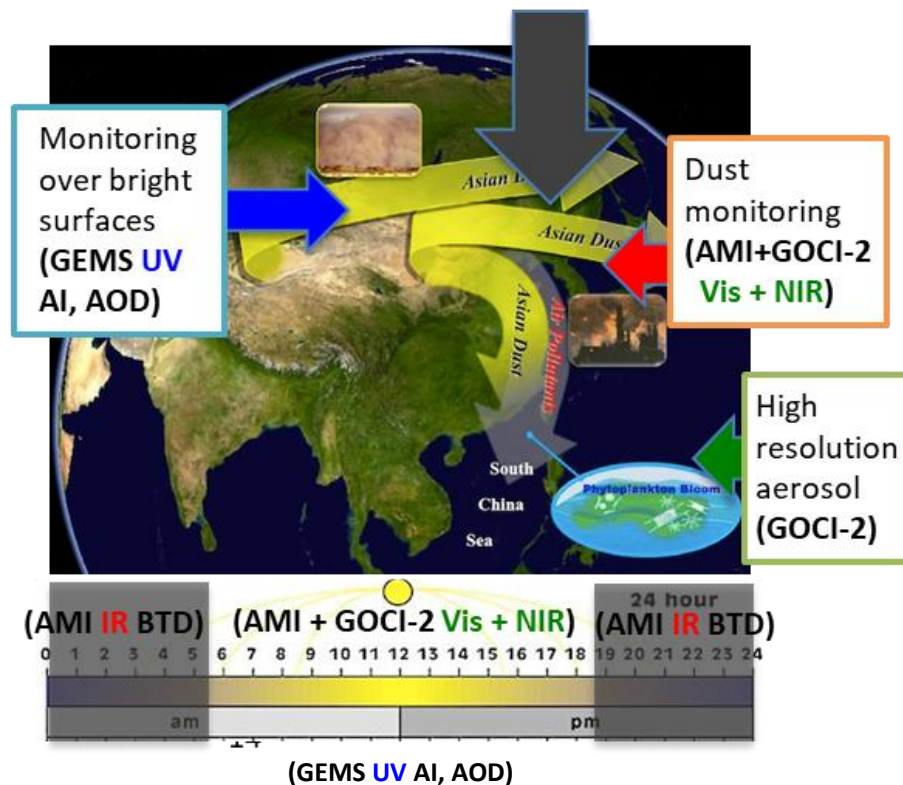 Monitoring
over bright
surfaces
(GEMS UV
AI, AOD)
Asian
Asian Dus
Asian Dust
Air Pollutants
Dust
monitoring
(AMI+GOCI-2
Vis + NIR)
High
resolution
aerosol
(GOCI-2)
South
China
Sea
Phytoplankton Bloom
24 hour
(AMI IR BTD) (AMI + GOCI-2 Vis + NIR) (AMI IR BTD)
0 1 2 3 4 5 6 7 8 9 10 11 12 13 14 15 16 17 18 19 20 21 22 23 24
am pm
(GEMS UV AI, AOD)